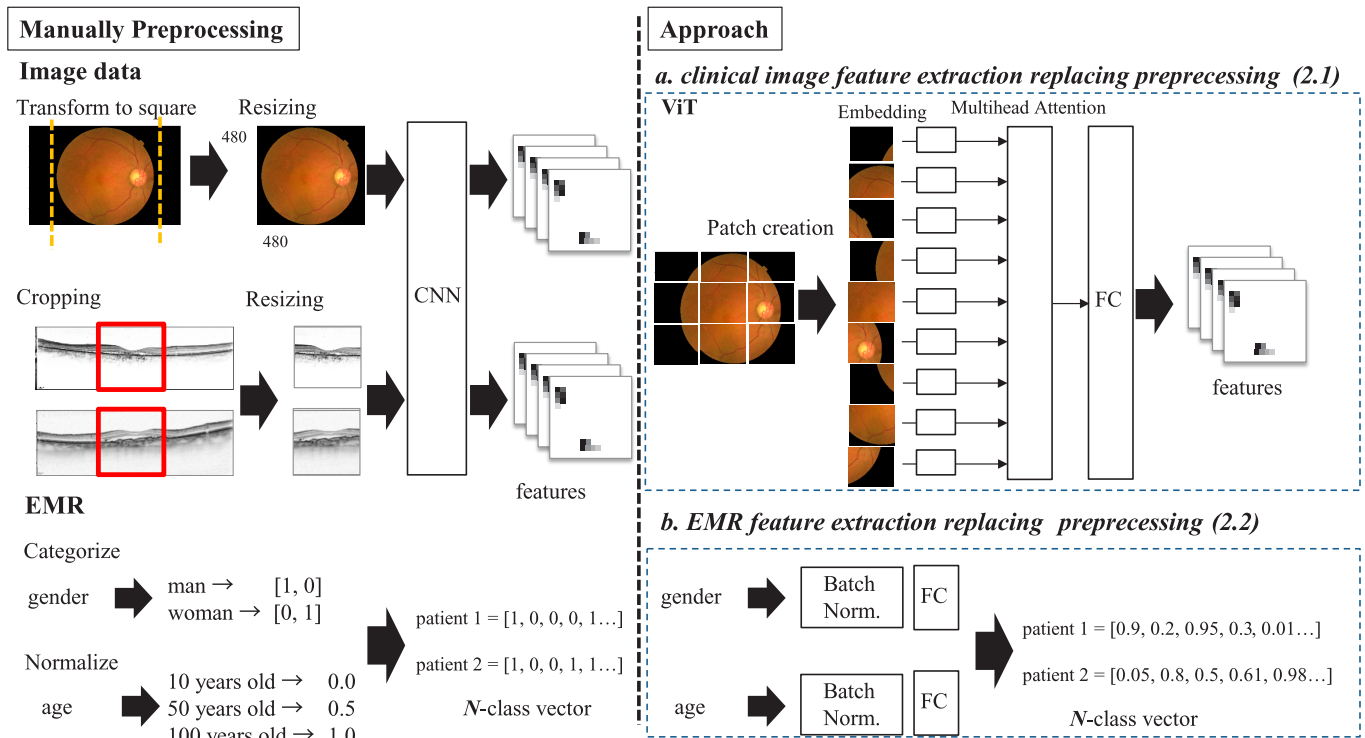 Manually Preprocessing
Image data
Transform to square
Resizing
480
480
Cropping
Resizing
CNN
features
EMR
Categorize
gender
man → [1, 0]
woman → [0, 1]
patient 1 = [1, 0, 0, 0, 1…]
patient 2 = [1, 0, 0, 1, 1…]
N-class vector
Normalize
age
10 years old → 0.0
50 years old → 0.5
100 years old → 1.0
Approach
a. clinical image feature extraction replacing preprecessing (2.1)
ViT
Embedding
Multihead Attention
Patch creation
FC
features
b. EMR feature extraction replacing preprecessing (2.2)
gender
Batch
Norm.
FC
age
Batch
Norm.
FC
patient 1 = [0.9, 0.2, 0.95, 0.3, 0.01…]
patient 2 = [0.05, 0.8, 0.5, 0.61, 0.98…]
N-class vector